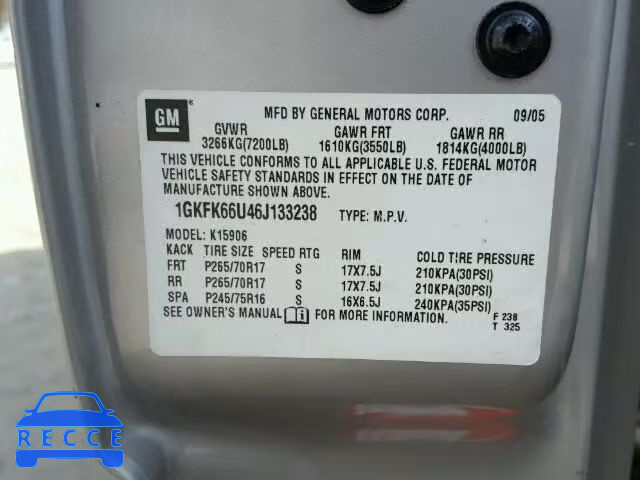 GM
MFD BY GENERAL MOTORS CORP. 09/05
GVWR GAWR FRT GAWR RR
3266KG(7200LB) 1610KG(3550LB) 1814KG(4000LB)
THIS VEHICLE CONFORMS TO ALL APPLICABLE U.S. FEDERAL MOTOR
VEHICLE SAFETY STANDARDS IN EFFECT ON THE DATE OF
MANUFACTURE SHOWN ABOVE.
1GKFK66U46J133238 TYPE: M.P.V.
MODEL: K15906
KACK TIRE SIZE SPEED RTG RIM COLD TIRE PRESSURE
FRT P265/70R17 S 17X7.5J 210KPA(30PSI)
RR P265/70R17 S 17X7.5J 210KPA(30PSI)
SPA P245/75R16 S 16X6.5J 240KPA(35PSI)
SEE OWNER'S MANUAL FOR MORE INFORMATION.
F 238
T 325
RECCE